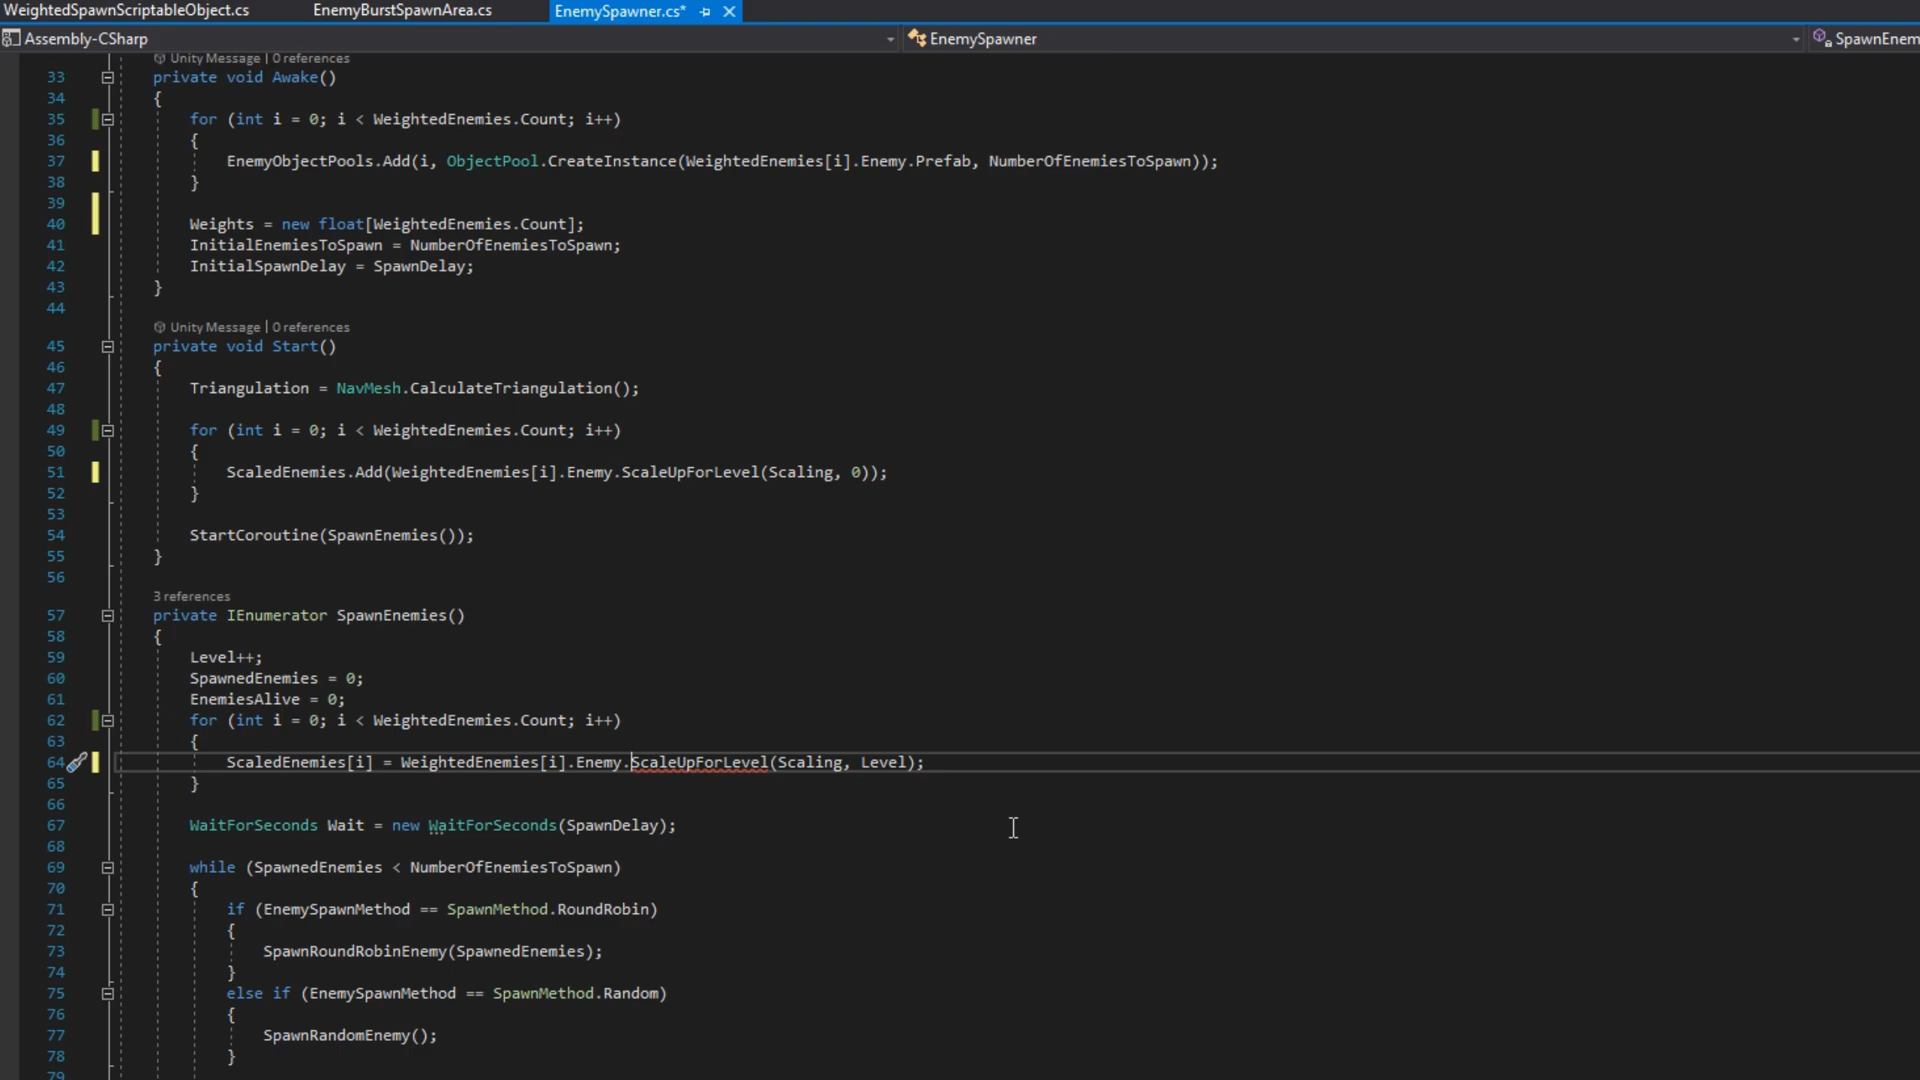 WeightedSpawnScriptableObject.cs EnemyBurstSpawnArea.cs EnemySpawner.cs*
Assembly-CSharp EnemySpawner SpawnEnem
Unity Message | 0 references
33 private void Awake()
34 {
35 for (int i = 0; i < WeightedEnemies.Count; i++)
36 {
37 EnemyObjectPools.Add(i, ObjectPool.CreateInstance(WeightedEnemies[i].Enemy.Prefab, NumberOfEnemiesToSpawn));
38 }
39
40 Weights = new float[WeightedEnemies.Count];
41 InitialEnemiesToSpawn = NumberOfEnemiesToSpawn;
42 InitialSpawnDelay = SpawnDelay;
43 }
44
Unity Message | 0 references
45 private void Start()
46 {
47 Triangulation = NavMesh.CalculateTriangulation();
48
49 for (int i = 0; i < WeightedEnemies.Count; i++)
50 {
51 ScaledEnemies.Add(WeightedEnemies[i].Enemy.ScaleUpForLevel(Scaling, 0));
52 }
53
54 StartCoroutine(SpawnEnemies());
55 }
56
3 references
57 private IEnumerator SpawnEnemies()
58 {
59 Level++;
60 SpawnedEnemies = 0;
61 EnemiesAlive = 0;
62 for (int i = 0; i < WeightedEnemies.Count; i++)
63 {
64 ScaledEnemies[i] = WeightedEnemies[i].Enemy.ScaleUpForLevel(Scaling, Level);
65 }
66
67 WaitForSeconds Wait = new WaitForSeconds(SpawnDelay);
68
69 while (SpawnedEnemies < NumberOfEnemiesToSpawn)
70 {
71 if (EnemySpawnMethod == SpawnMethod.RoundRobin)
72 {
73 SpawnRoundRobinEnemy(SpawnedEnemies);
74 }
75 else if (EnemySpawnMethod == SpawnMethod.Random)
76 {
77 SpawnRandomEnemy();
78 }
79